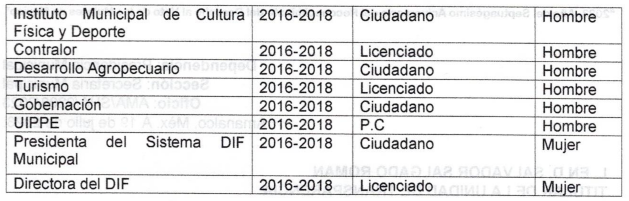 Instituto Municipal de Cultura Física y Deporte 2016-2018 Ciudadano Hombre
Contralor 2016-2018 Licenciado Hombre
Desarrollo Agropecuario 2016-2018 Ciudadano Hombre
Turismo 2016-2018 Licenciado Hombre
Gobernación 2016-2018 Ciudadano Hombre
UIPPE 2016-2018 P.C Hombre
Presidenta del Sistema DIF Municipal 2016-2018 Ciudadano Mujer
Directora del DIF 2016-2018 Licenciado Mujer